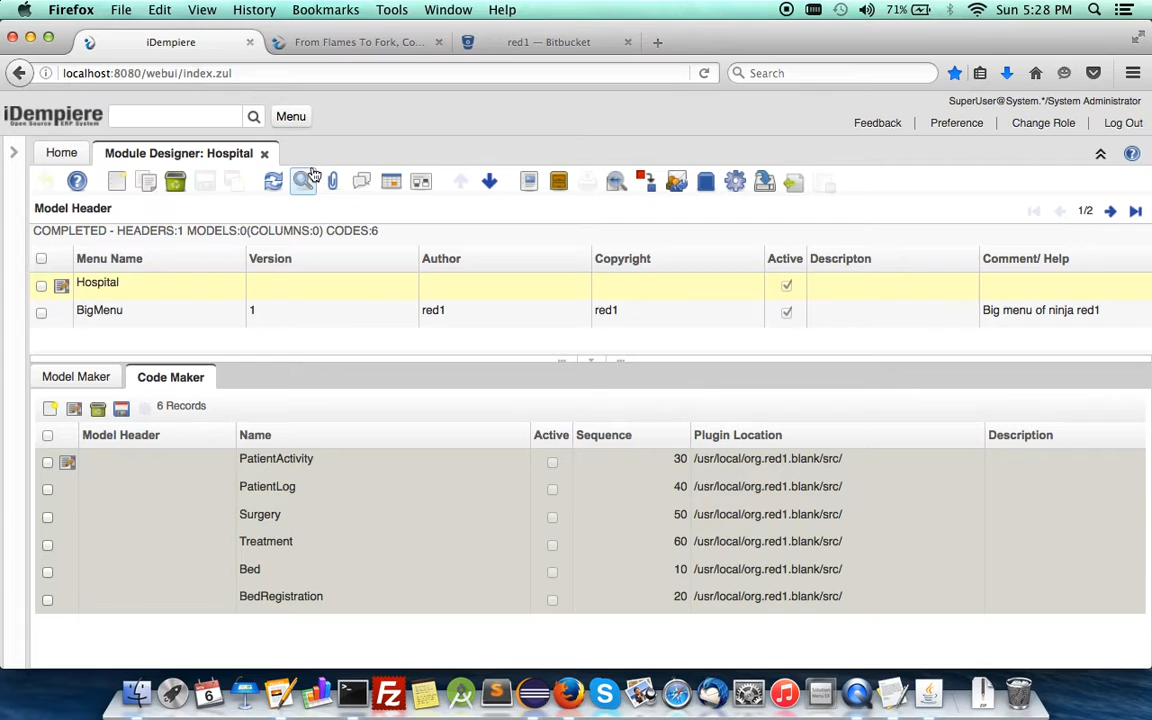 Firefox File Edit View History Bookmarks Tools Window Help 71% Sun 5:28 PM
iDempiere From Flames To Fork, Co... red1 — Bitbucket
localhost:8080/webui/index.zul Search
SuperUser@System.*/System Administrator
iDempiere Menu
Open Source ERP System
Feedback Preference Change Role Log Out
Home Module Designer: Hospital
Model Header 1/2
COMPLETED - HEADERS:1 MODELS:0(COLUMNS:0) CODES:6
Menu Name Version Author Copyright Active Descripton Comment/ Help
Hospital
BigMenu 1 red1 red1 Big menu of ninja red1
Model Maker Code Maker
6 Records
Model Header Name Active Sequence Plugin Location Description
PatientActivity 30 /usr/local/org.red1.blank/src/
PatientLog 40 /usr/local/org.red1.blank/src/
Surgery 50 /usr/local/org.red1.blank/src/
Treatment 60 /usr/local/org.red1.blank/src/
Bed 10 /usr/local/org.red1.blank/src/
BedRegistration 20 /usr/local/org.red1.blank/src/